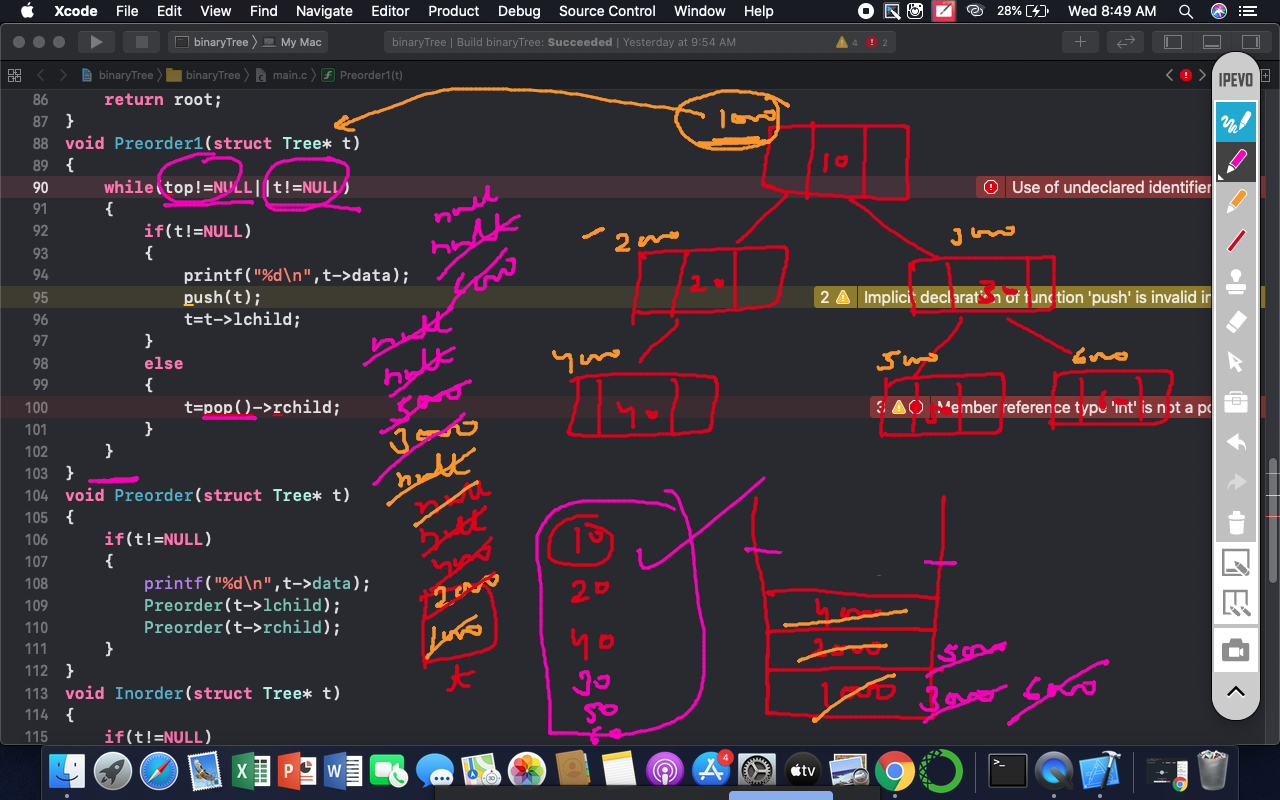 Xcode File Edit View Find Navigate Editor Product Debug Source Control Window Help 28% Wed 8:49 AM
binaryTree My Mac binaryTree | Build binaryTree: Succeeded | Yesterday at 9:54 AM 4 2
binaryTree binaryTree main.c Preorder1(t)
IPEVO
86 return root;
87 }
88 void Preorder1(struct Tree* t)
89 {
90 while(top!=NULL||t!=NULL) Use of undeclared identifier
91 {
92 if(t!=NULL)
93 {
94 printf("%d\n",t->data);
95 push(t); 2 Implicit declaration of function 'push' is invalid in
96 t=t->lchild;
97 }
98 else
99 {
100 t=pop()->rchild; 3 Member reference type 'int' is not a po
101 }
102 }
103 }
104 void Preorder(struct Tree* t)
105 {
106 if(t!=NULL)
107 {
108 printf("%d\n",t->data);
109 Preorder(t->lchild);
110 Preorder(t->rchild);
111 }
112 }
113 void Inorder(struct Tree* t)
114 {
115 if(t!=NULL)
1000
10
2000 3000
20 30
4000 5000 6000
40
null
null
6000
null
null
5000
3000
null
null
null
4000
2000
1000
t
10
20
40
30
50
60
4000
2000 5000
1000 3000 6000
4